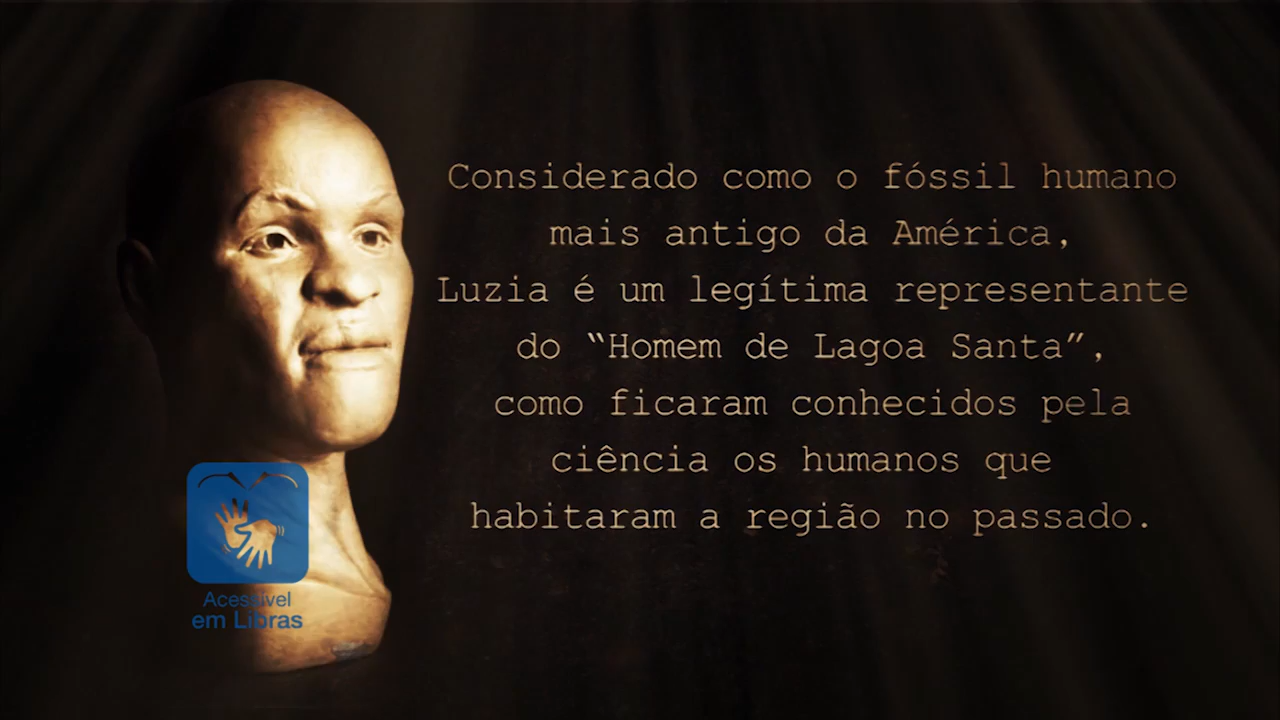 Considerado como o fóssil humano
mais antigo da América,
Luzia é um legítima representante
do “Homem de Lagoa Santa”,
como ficaram conhecidos pela
ciência os humanos que
habitaram a região no passado.
Acessível
em Libras